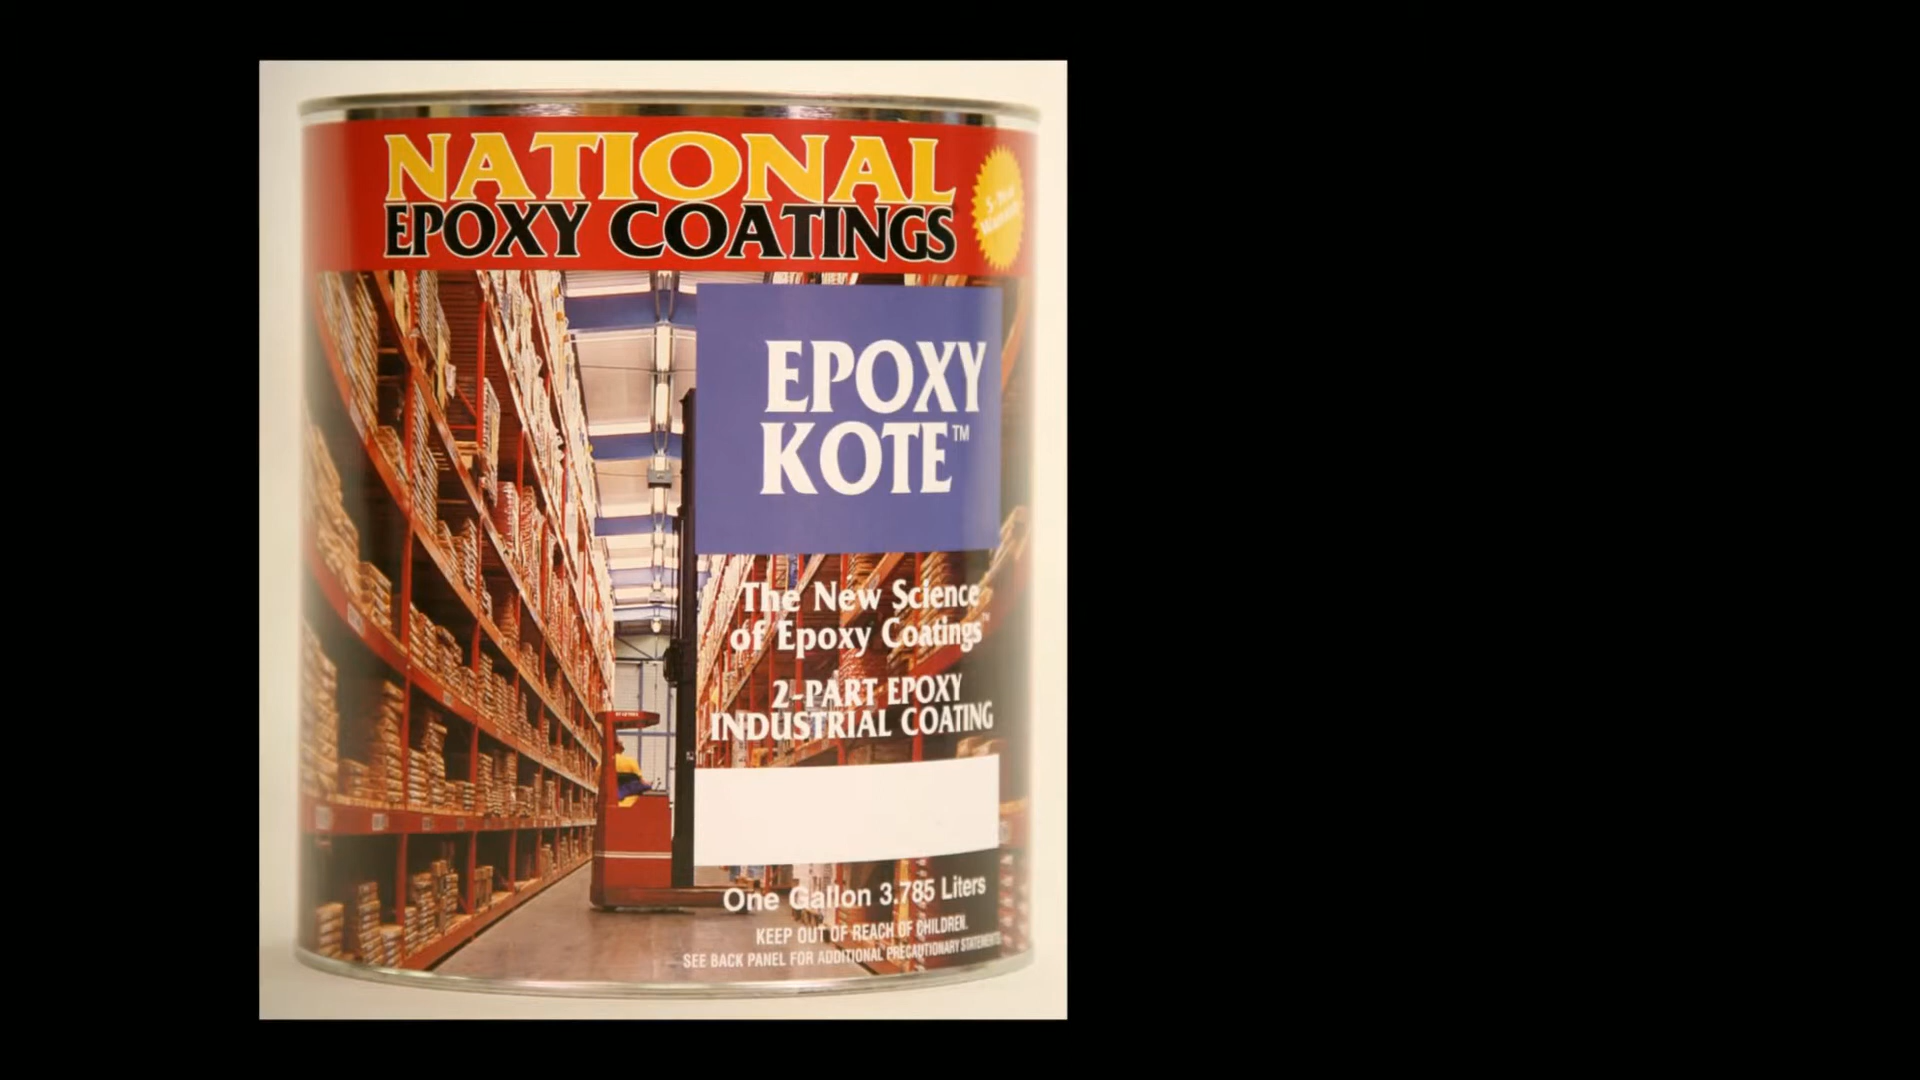 NATIONAL
EPOXY COATINGS
EPOXY
KOTE™
The New Science
of Epoxy Coatings™
2-PART EPOXY
INDUSTRIAL COATING
One Gallon 3.785 Liters
KEEP OUT OF REACH OF CHILDREN.
SEE BACK PANEL FOR ADDITIONAL PRECAUTIONARY STATEMENTS